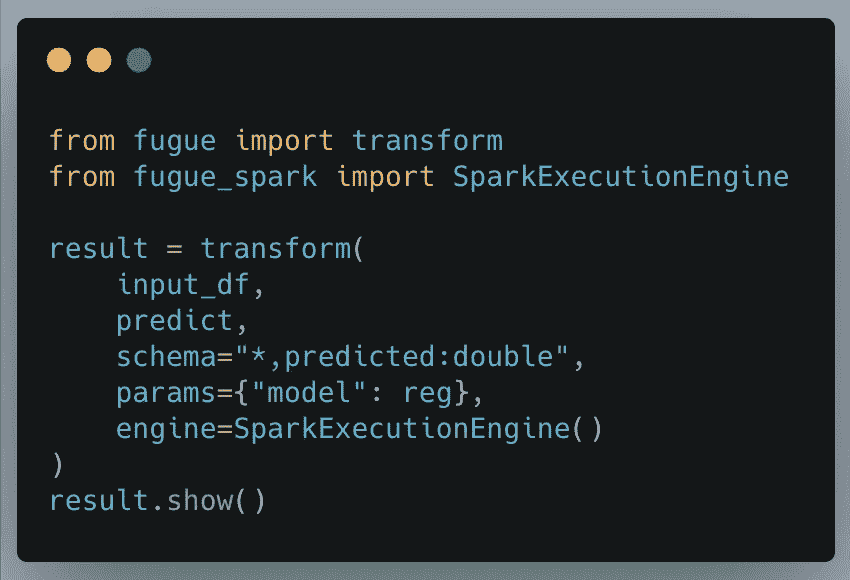 from fugue import transform
from fugue_spark import SparkExecutionEngine

result = transform(
    input_df,
    predict,
    schema="*,predicted:double",
    params={"model": reg},
    engine=SparkExecutionEngine()
)
result.show()